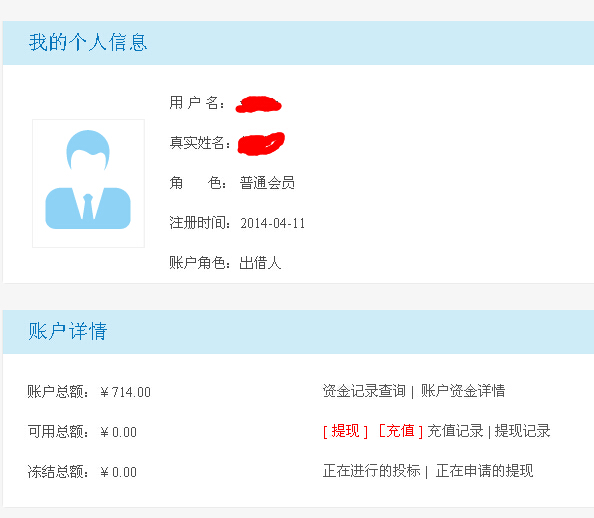 我的个人信息
用 户 名：
真实姓名：
角 色： 普通会员
注册时间： 2014-04-11
账户角色： 出借人
账户详情
账户总额： ¥ 714.00
资金记录查询 | 账户资金详情
可用总额： ¥ 0.00
[ 提现 ] [ 充值 ] 充值记录 | 提现记录
冻结总额： ¥ 0.00
正在进行的投标 | 正在申请的提现